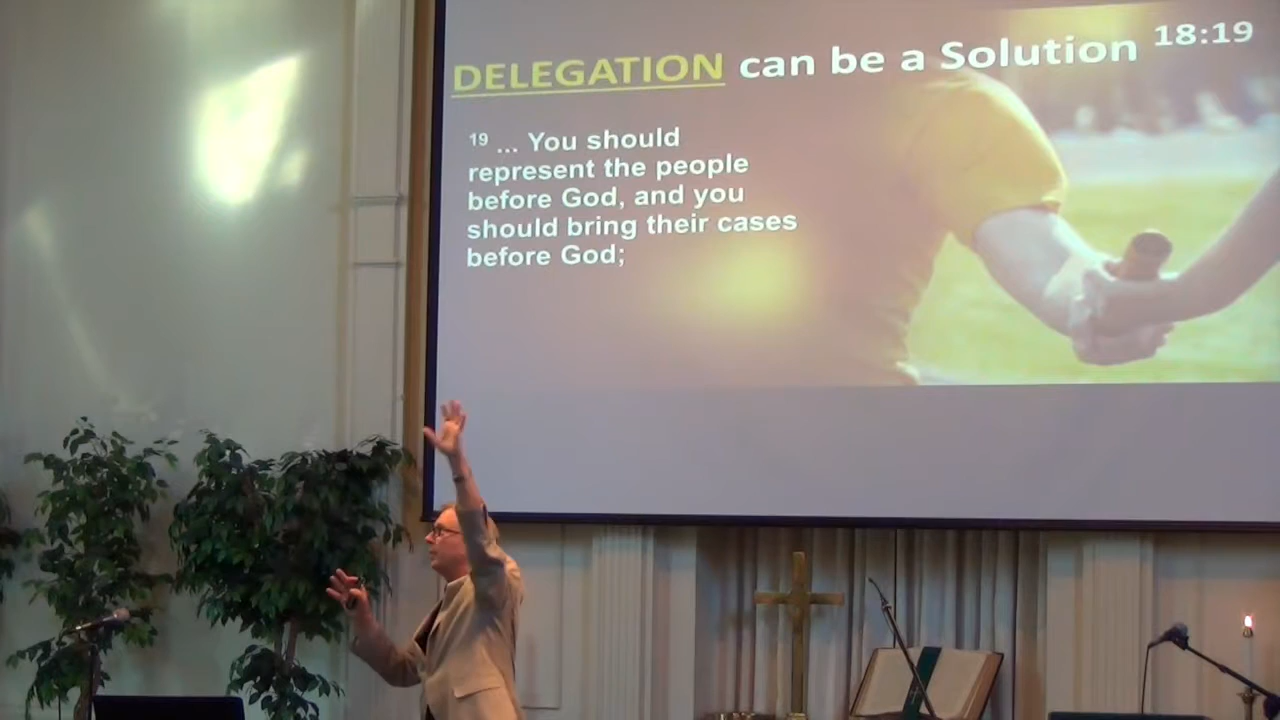 DELEGATION can be a Solution 18:19
19 ... You should
represent the people
before God, and you
should bring their cases
before God;